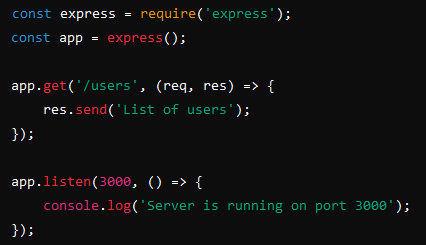 const express = require('express');
const app = express();

app.get('/users', (req, res) => {
    res.send('List of users');
});

app.listen(3000, () => {
    console.log('Server is running on port 3000');
});